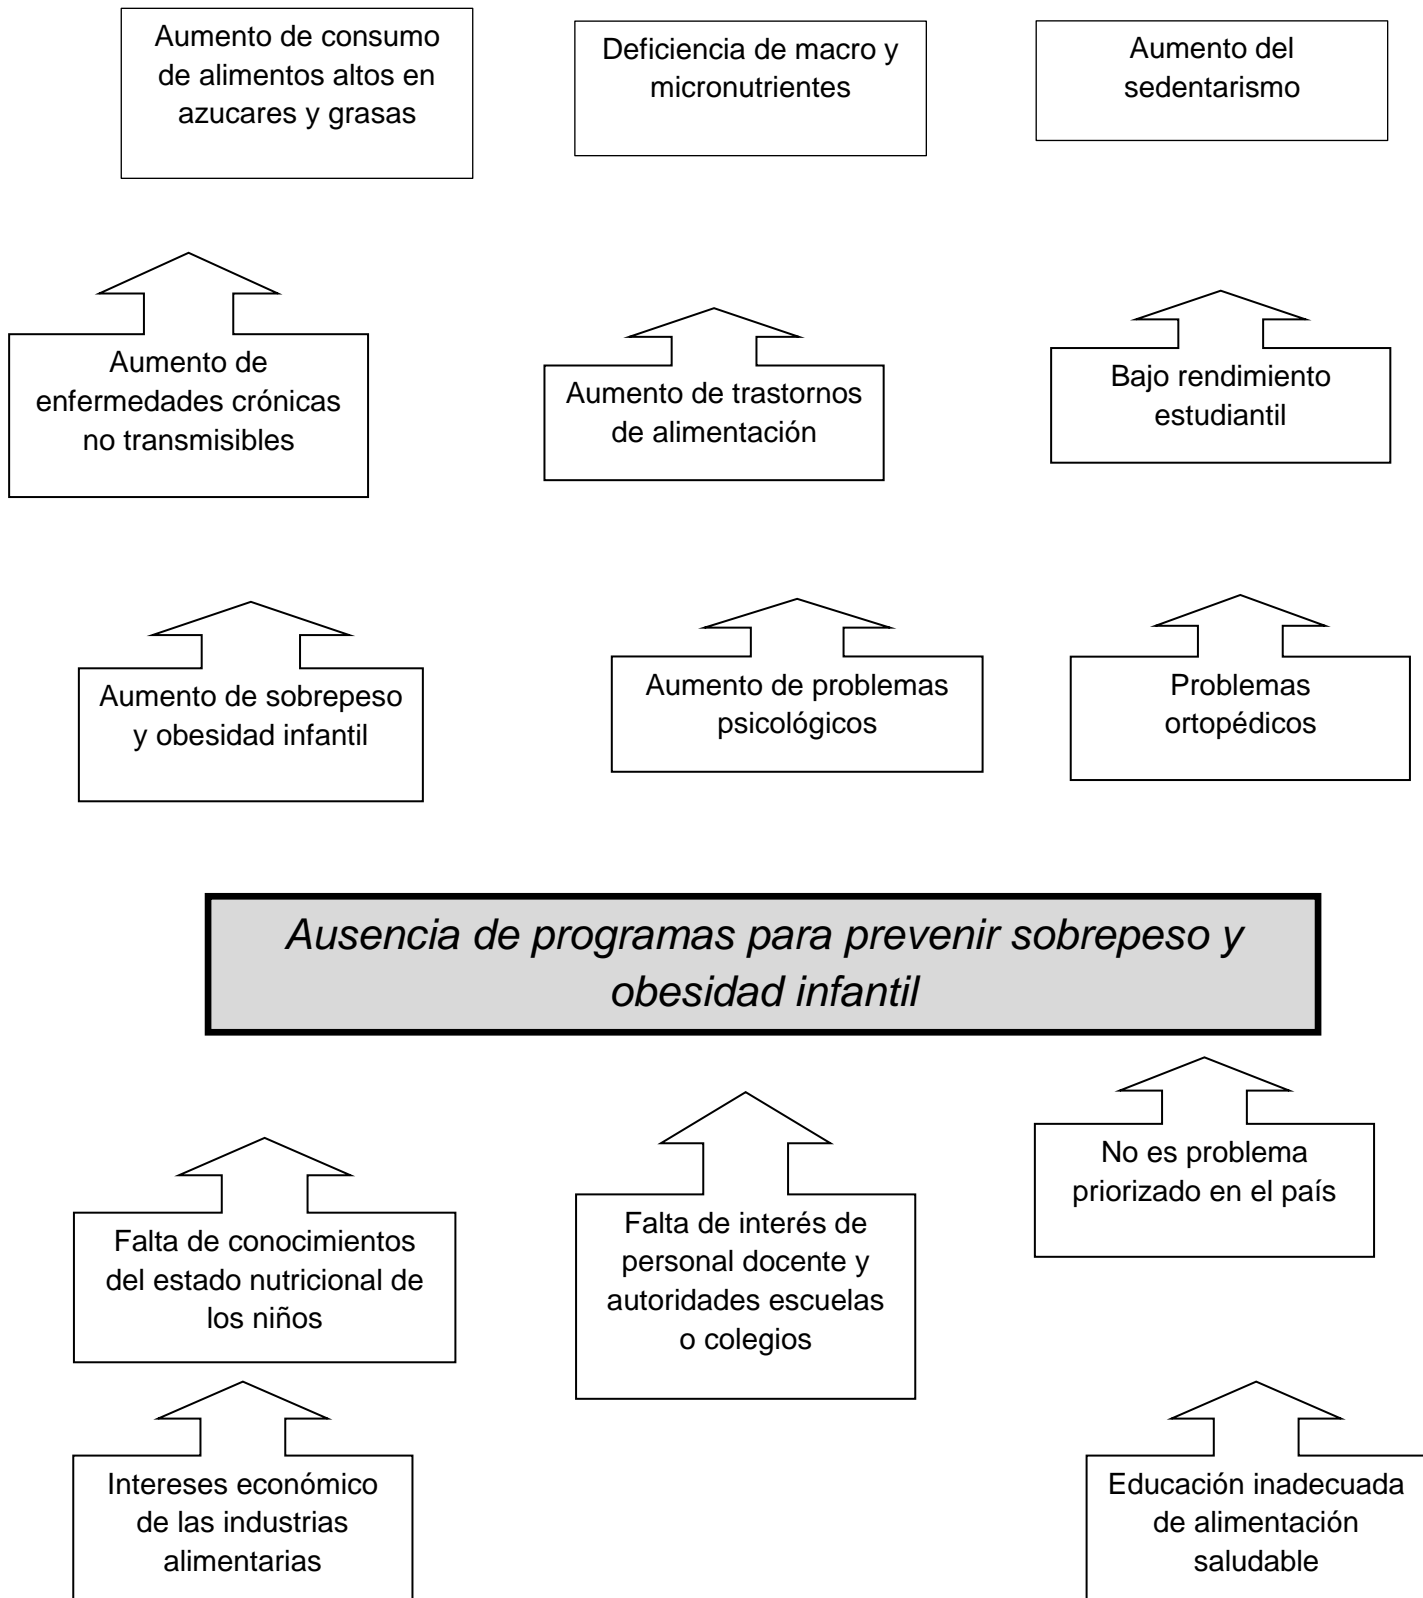 Aumento de consumo
de alimentos altos en
azucares y grasas
Deficiencia de macro y
micronutrientes
Aumento del
sedentarismo
Aumento de
enfermedades crónicas
no transmisibles
Aumento de trastornos
de alimentación
Bajo rendimiento
estudiantil
Aumento de sobrepeso
y obesidad infantil
Aumento de problemas
psicológicos
Problemas
ortopédicos
Ausencia de programas para prevenir sobrepeso y
obesidad infantil
Falta de conocimientos
del estado nutricional de
los niños
Falta de interés de
personal docente y
autoridades escuelas
o colegios
No es problema
priorizado en el país
Intereses económico
de las industrias
alimentarias
Educación inadecuada
de alimentación
saludable